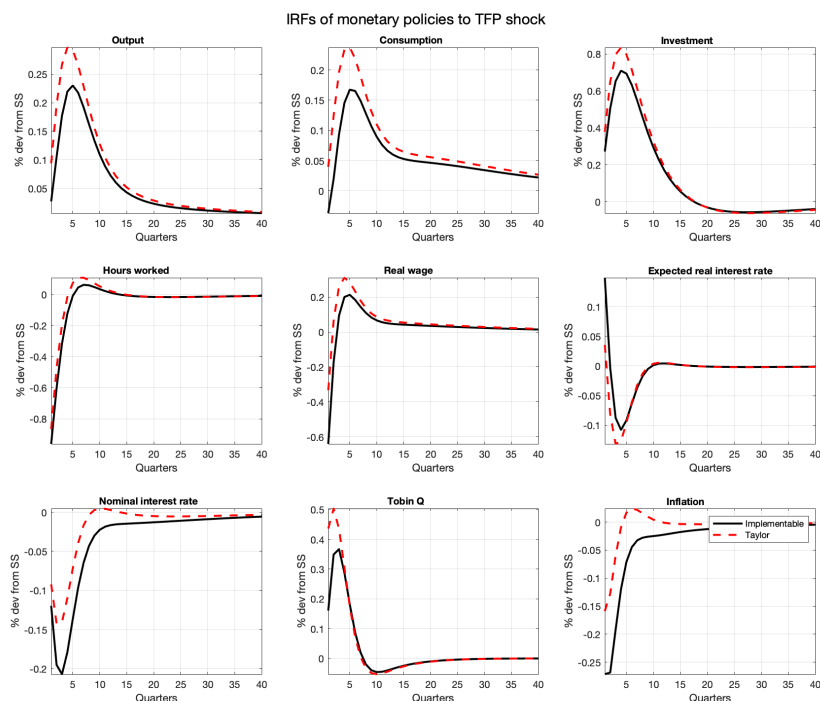 IRFs of monetary policies to TFP shock
Output
% dev from SS
0.25
0.2
0.15
0.1
0.05
5 10 15 20 25 30 35 40
Quarters
Consumption
% dev from SS
0.2
0.15
0.1
0.05
0
5 10 15 20 25 30 35 40
Quarters
Investment
% dev from SS
0.8
0.6
0.4
0.2
0
5 10 15 20 25 30 35 40
Quarters
Hours worked
% dev from SS
0
-0.2
-0.4
-0.6
-0.8
5 10 15 20 25 30 35 40
Quarters
Real wage
% dev from SS
0.2
0
-0.2
-0.4
-0.6
5 10 15 20 25 30 35 40
Quarters
Expected real interest rate
% dev from SS
0.1
0.05
0
-0.05
-0.1
5 10 15 20 25 30 35 40
Quarters
Nominal interest rate
% dev from SS
0
-0.05
-0.1
-0.15
-0.2
5 10 15 20 25 30 35 40
Quarters
Tobin Q
% dev from SS
0.5
0.4
0.3
0.2
0.1
0
5 10 15 20 25 30 35 40
Quarters
Inflation
% dev from SS
0
-0.05
-0.1
-0.15
-0.2
-0.25
5 10 15 20 25 30 35 40
Quarters
Implementable
Taylor